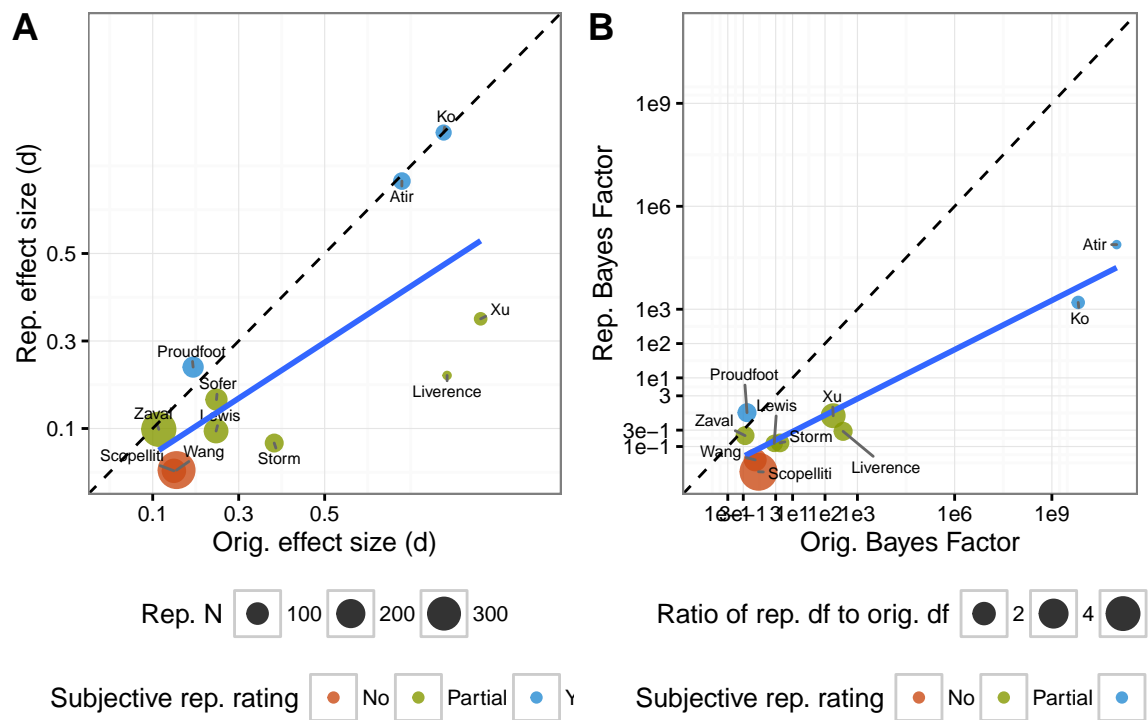 A
Rep. effect size (d)
0.5
0.3
0.1
Ko
Atir
Xu
Proudfoot
Liverence
Sofer
Zaval
Lewis
Scopelliti
Wang
Storm
0.1
0.3
0.5
Orig. effect size (d)
Rep. N
100
200
300
Subjective rep. rating
No
Partial
B
Rep. Bayes Factor
1e9
1e6
1e3
1e2
1e1
3
3e-1
1e-1
Atir
Ko
Proudfoot
Lewis
Xu
Zaval
Storm
Wang
Scopelliti
Liverence
3
1e1
1e2
1e3
1e6
1e9
Orig. Bayes Factor
Ratio of rep. df to orig. df
2
4
Subjective rep. rating
No
Partial